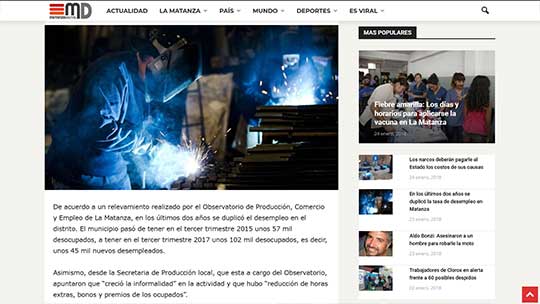 EMD
ACTUALIDAD LA MATANZA PAÍS MUNDO DEPORTES ES VIRAL
De acuerdo a un relevamiento realizado por el Observatorio de Producción, Comercio
y Empleo de La Matanza, en los últimos dos años se duplicó el desempleo en el
distrito. El municipio pasó de tener en el tercer trimestre 2015 unos 57 mil
desocupados, a tener en el tercer trimestre 2017 unos 102 mil desocupados, es decir,
unos 45 mil nuevos desempleados.
Asimismo, desde la Secretaria de Producción local, que esta a cargo del Observatorio,
apuntaron que "creció la informalidad" en la actividad y que hubo "reducción de horas
extras, bonos y premios de los ocupados".
MAS POPULARES
Fiebre amarilla: Los días y
horarios para aplicarse la
vacuna en La Matanza
24 enero, 2018
Los narcos deberán pagarle al
Estado los costos de sus causas
24 enero, 2018
En los últimos dos años se
duplicó la tasa de desempleo en
Matanza
23 enero, 2018
Aldo Bonzi: Asesinaron a un
hombre para robarle la moto
23 enero, 2018
Trabajadores de Cloros en alerta
frente a 60 posibles despidos
02 enero, 2018